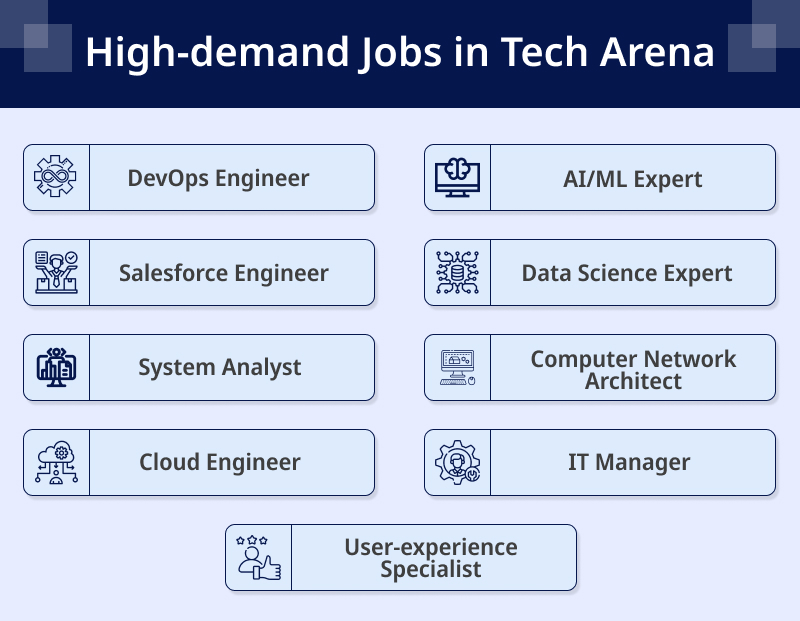 High-demand Jobs in Tech Arena
DevOps Engineer
AI/ML Expert
Salesforce Engineer
Data Science Expert
System Analyst
Computer Network
Architect
Cloud Engineer
IT Manager
User-experience
Specialist